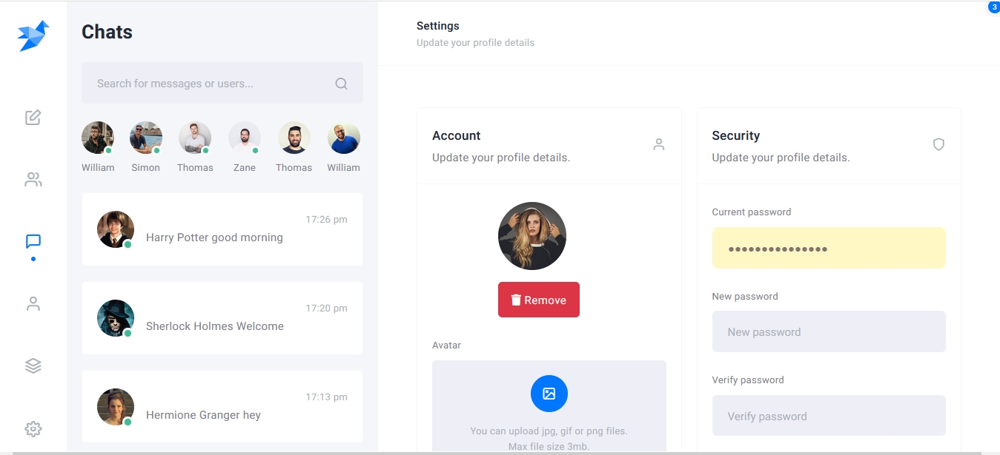 3
Chats
Search for messages or users...
William
Simon
Thomas
Zane
Thomas
William
17:26 pm
Harry Potter good morning
17:20 pm
Sherlock Holmes Welcome
17:13 pm
Hermione Granger hey
Settings
Update your profile details
Account
Update your profile details.
Remove
Avatar
You can upload jpg, gif or png files.
Max file size 3mb.
Security
Update your profile details.
Current password
•••••••••••••••
New password
New password
Verify password
Verify password